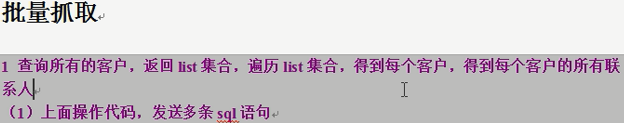 批量抓取
1 查询所有的客户，返回 list 集合，遍历 list 集合，得到每个客户，得到每个客户的所有联
系人
（1）上面操作代码，发送多条 sql 语句